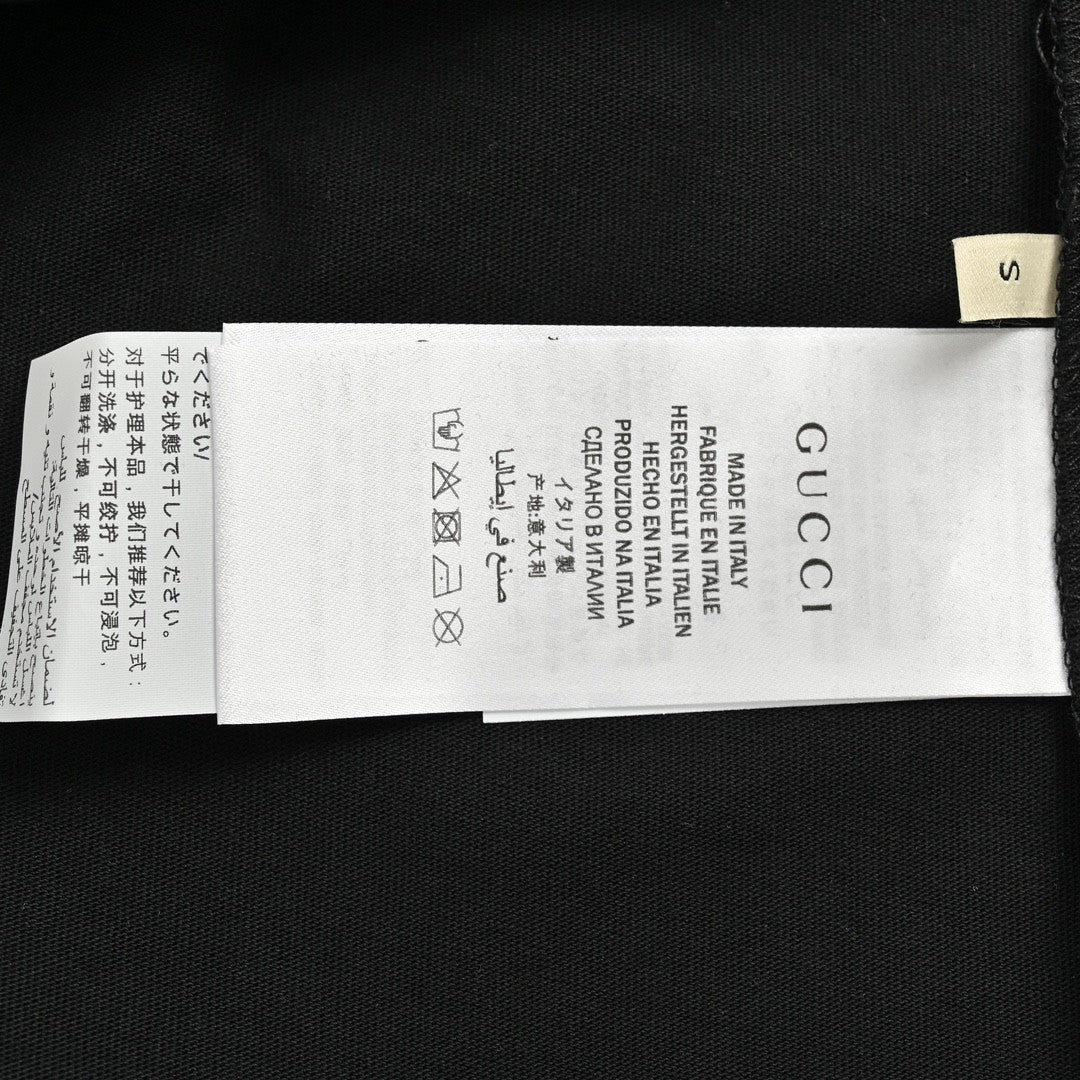 S
GUCCI
MADE IN ITALY
FABRIQUE EN ITALIE
HERGESTELLT IN ITALIEN
HECHO EN ITALIA
PRODUZIDO NA ITALIA
СДЕЛАНО В ИТАЛИИ
イタリア製
产地:意大利
صنع في إيطاليا
でください/
平らな状態で干してください。
对于护理本品，我们推荐以下方式：
分开洗涤，不可绞拧，不可浸泡，
不可翻转干燥，平摊晾干